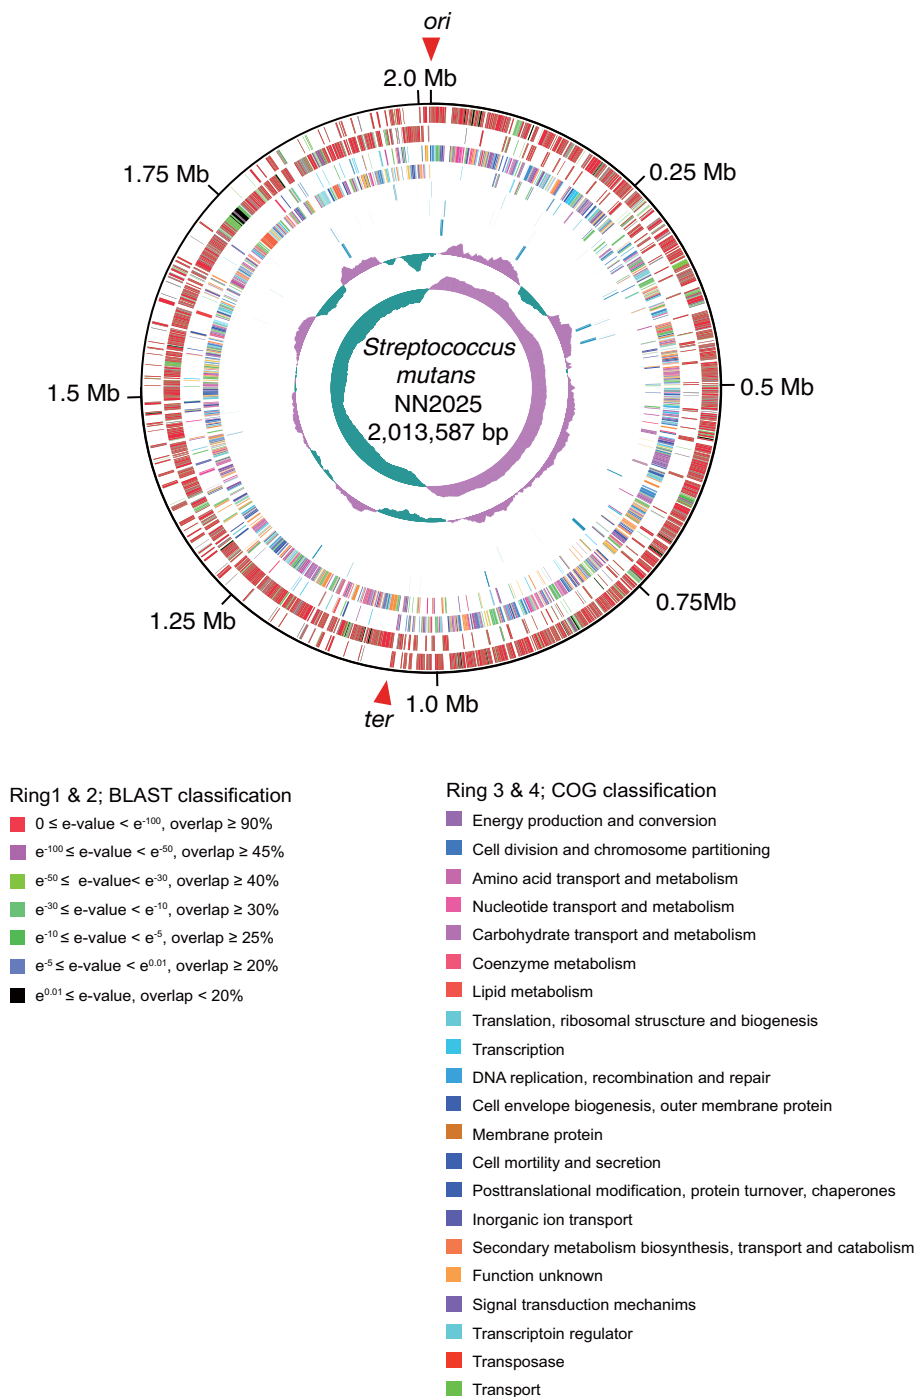 ori
2.0 Mb
0.25 Mb
1.75 Mb
0.5 Mb
1.5 Mb
Streptococcus
mutans
NN2025
2,013,587 bp
0.75Mb
1.25 Mb
1.0 Mb
ter
Ring1 & 2; BLAST classification
0 ≤ e-value < e-100, overlap ≥ 90%
e-100 ≤ e-value < e-50, overlap ≥ 45%
e-50 ≤ e-value< e-30, overlap ≥ 40%
e-30 ≤ e-value < e-10, overlap ≥ 30%
e-10 ≤ e-value < e-5, overlap ≥ 25%
e-5 ≤ e-value < e0.01, overlap ≥ 20%
e0.01 ≤ e-value, overlap < 20%
Ring 3 & 4; COG classification
Energy production and conversion
Cell division and chromosome partitioning
Amino acid transport and metabolism
Nucleotide transport and metabolism
Carbohydrate transport and metabolism
Coenzyme metabolism
Lipid metabolism
Translation, ribosomal struscture and biogenesis
Transcription
DNA replication, recombination and repair
Cell envelope biogenesis, outer membrane protein
Membrane protein
Cell mortility and secretion
Posttranslational modification, protein turnover, chaperones
Inorganic ion transport
Secondary metabolism biosynthesis, transport and catabolism
Function unknown
Signal transduction mechanims
Transcriptoin regulator
Transposase
Transport